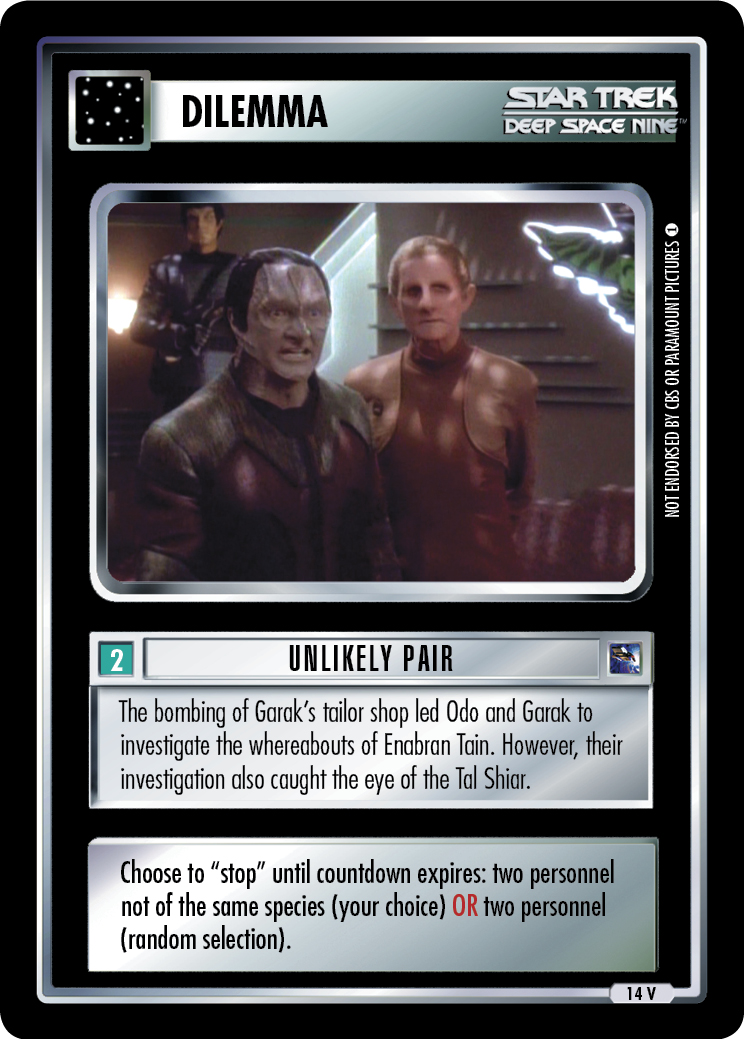 DILEMMA
STAR TREK
DEEP SPACE NINE™
NOT ENDORSED BY CBS OR PARAMOUNT PICTURES 1
2
UNLIKELY PAIR
The bombing of Garak's tailor shop led Odo and Garak to
investigate the whereabouts of Enabran Tain. However, their
investigation also caught the eye of the Tal Shiar.
Choose to “stop” until countdown expires: two personnel
not of the same species (your choice) OR two personnel
(random selection).
14 V